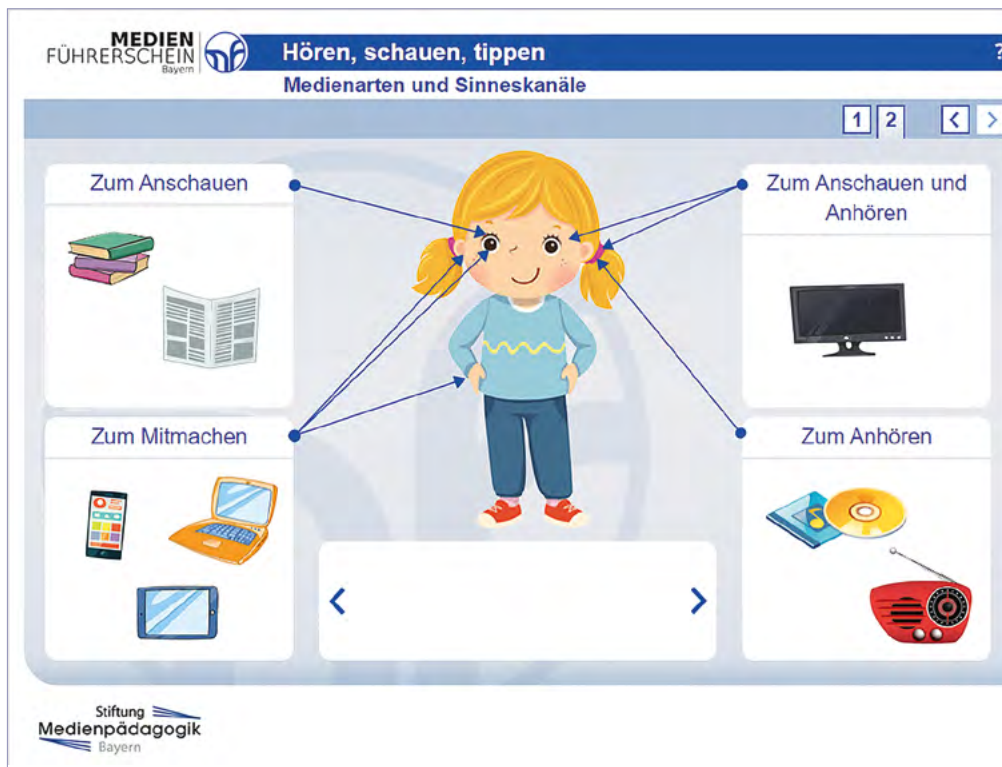 MEDIEN
FÜHRERSCHEIN
Bayern
Hören, schauen, tippen
?
Medienarten und Sinneskanäle
1 2 < >
Zum Anschauen
Zum Anschauen und
Anhören
Zum Mitmachen
Zum Anhören
< >
Stiftung
Medienpädagogik
Bayern